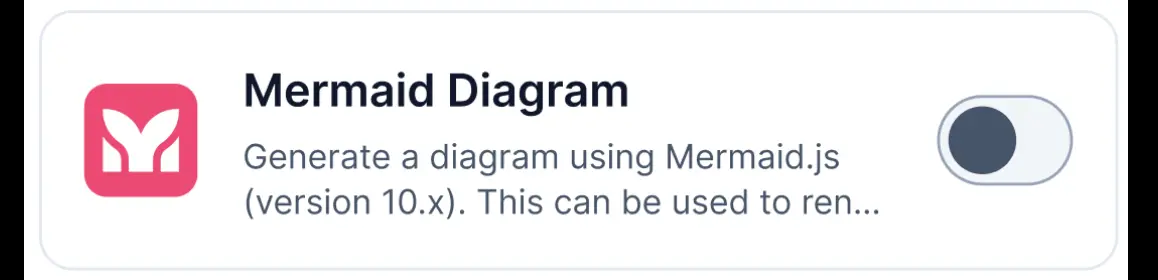 Mermaid Diagram
Generate a diagram using Mermaid.js
(version 10.x). This can be used to ren...